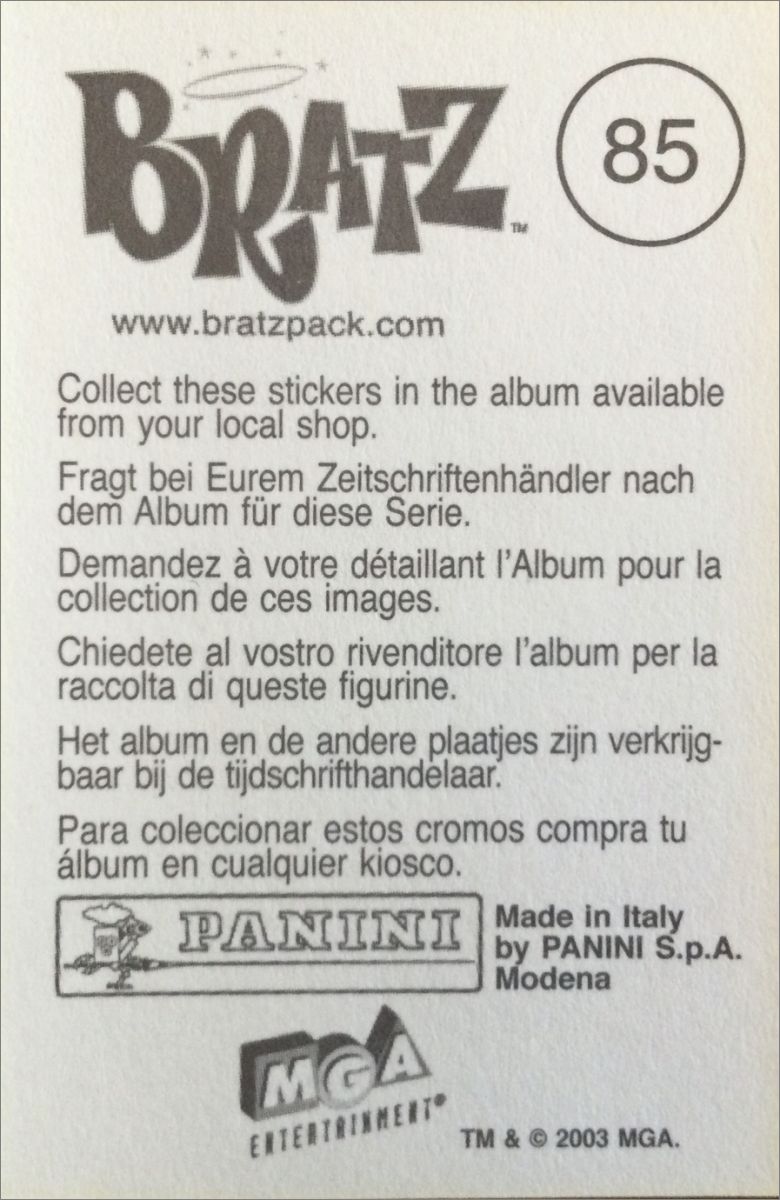 BRATZ™
85
www.bratzpack.com
Collect these stickers in the album available
from your local shop.
Fragt bei Eurem Zeitschriftenhändler nach
dem Album für diese Serie.
Demandez à votre détaillant l'Album pour la
collection de ces images.
Chiedete al vostro rivenditore l'album per la
raccolta di queste figurine.
Het album en de andere plaatjes zijn verkrijg-
baar bij de tijdschrifthandelaar.
Para coleccionar estos cromos compra tu
álbum en cualquier kiosco.
PANINI
Made in Italy
by PANINI S.p.A.
Modena
MGA
ENTERTAINMENT®
TM & © 2003 MGA.